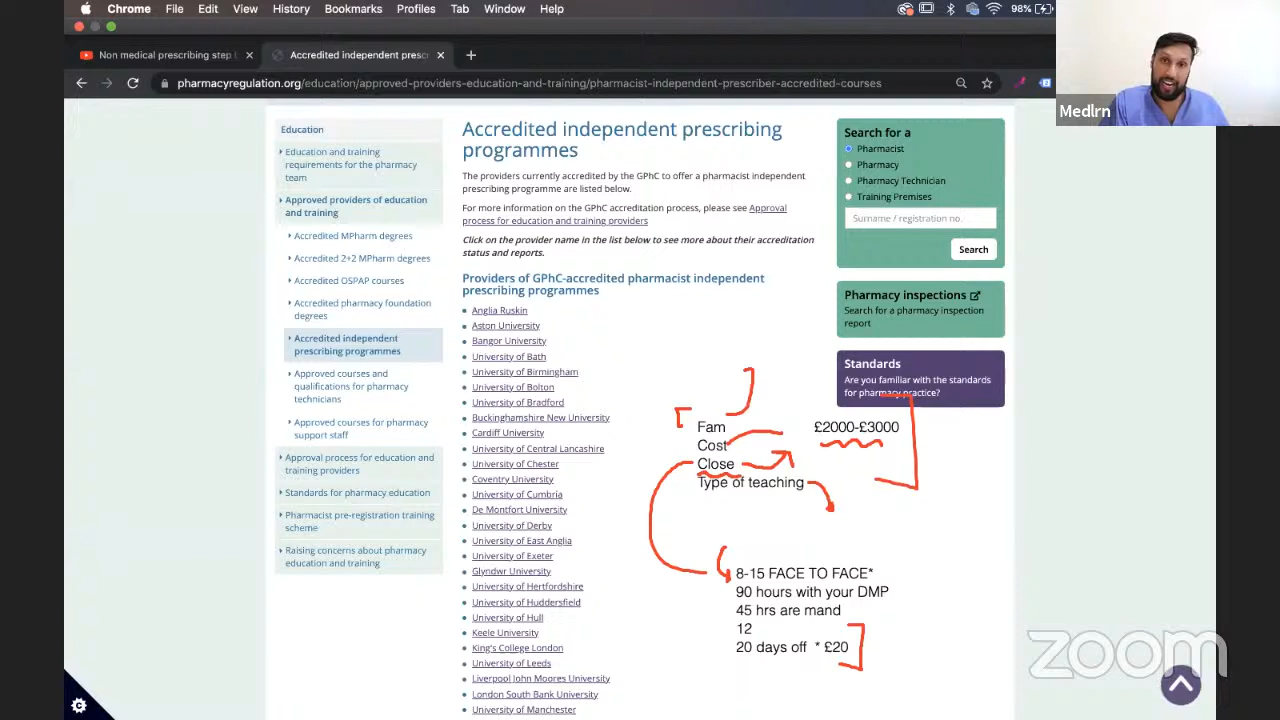 Chrome File Edit View History Bookmarks Profiles Tab Window Help 98%
Non medical prescribing step
Accredited independent prescr
pharmacyregulation.org/education/approved-providers-education-and-training/pharmacist-independent-prescriber-accredited-courses
Medlrn
Education
Education and training
requirements for the pharmacy
team
Approved providers of education
and training
Accredited MPharm degrees
Accredited 2+2 MPharm degrees
Accredited OSPAP courses
Accredited pharmacy foundation
degrees
Accredited independent
prescribing programmes
Approved courses and
qualifications for pharmacy
technicians
Approved courses for pharmacy
support staff
Approval process for education and
training providers
Standards for pharmacy education
Pharmacist pre-registration training
scheme
Raising concerns about pharmacy
education and training
Accredited independent prescribing
programmes
The providers currently accredited by the GPhC to offer a pharmacist independent
prescribing programme are listed below.
For more information on the GPhC accreditation process, please see Approval
process for education and training providers
Click on the provider name in the list below to see more about their accreditation
status and reports.
Providers of GPhC-accredited pharmacist independent
prescribing programmes
Anglia Ruskin
Aston University
Bangor University
University of Bath
University of Birmingham
University of Bolton
University of Bradford
Buckinghamshire New University
Cardiff University
University of Central Lancashire
University of Chester
Coventry University
University of Cumbria
De Montfort University
University of Derby
University of East Anglia
University of Exeter
Glyndwr University
University of Hertfordshire
University of Huddersfield
University of Hull
Keele University
King's College London
University of Leeds
Liverpool John Moores University
London South Bank University
University of Manchester
Search for a
Pharmacist
Pharmacy
Pharmacy Technician
Training Premises
Surname / registration no.
Search
Pharmacy inspections
Search for a pharmacy inspection
report
Standards
Are you familiar with the standards
for pharmacy practice?
Fam
Cost
£2000-£3000
Close
Type of teaching
8-15 FACE TO FACE*
90 hours with your DMP
45 hrs are mand
12
20 days off * £20
zoom